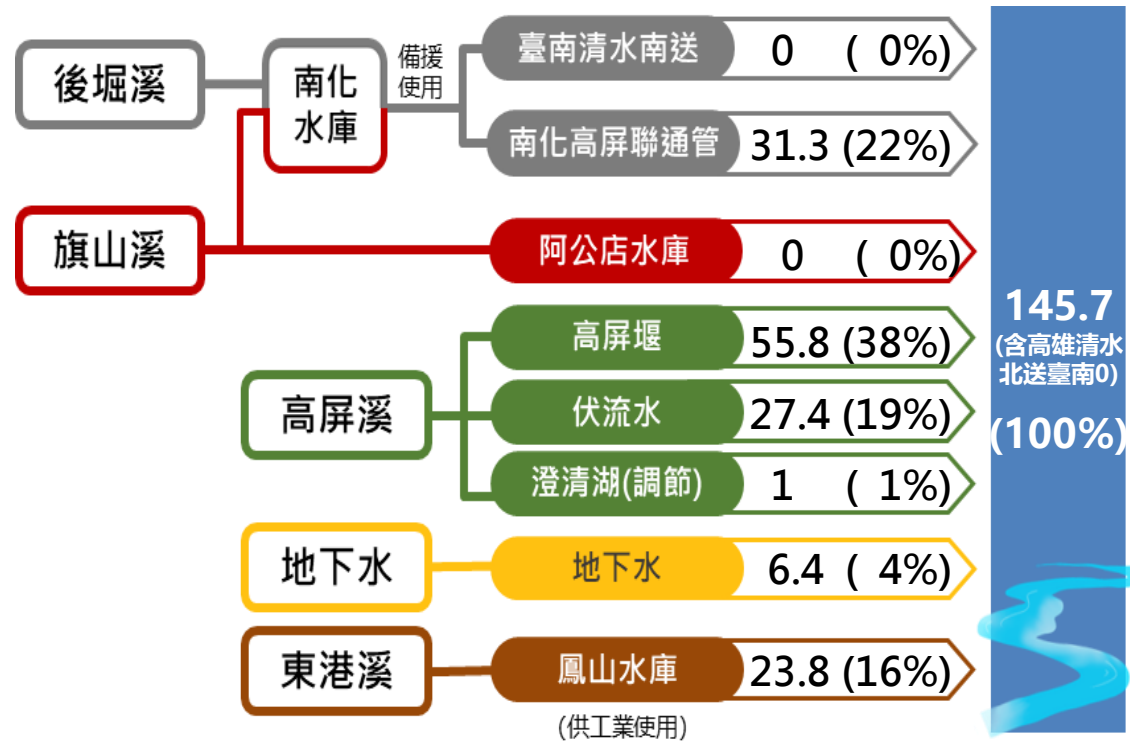 後堀溪
南化
水庫
備援
使用
臺南清水南送 0 ( 0%)
南化高屏聯通管 31.3 (22%)
旗山溪
阿公店水庫 0 ( 0%)
高屏溪
高屏堰 55.8 (38%)
伏流水 27.4 (19%)
澄清湖(調節) 1 ( 1%)
地下水
地下水 6.4 ( 4%)
東港溪
鳳山水庫 23.8 (16%)
(供工業使用)
145.7
(含高雄清水
北送臺南0)
(100%)